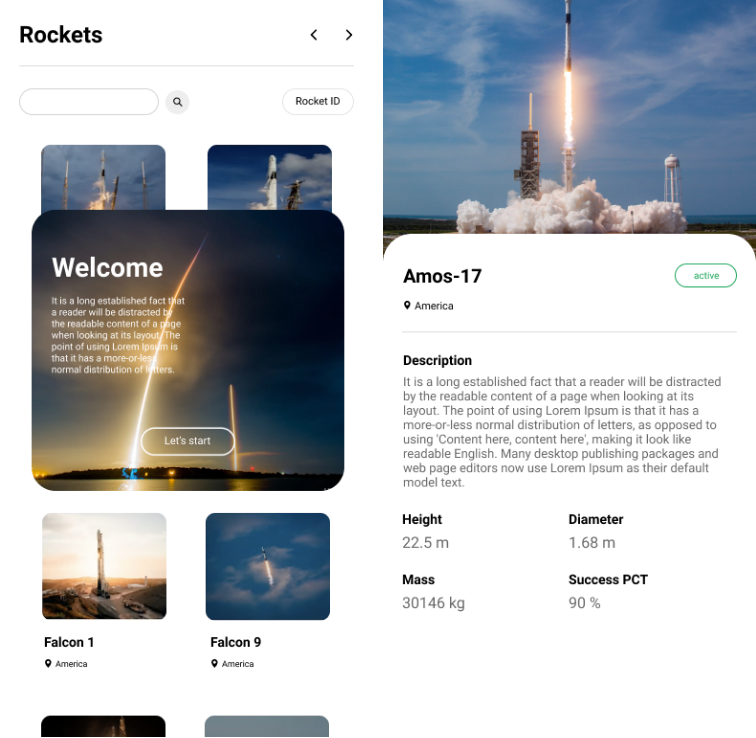 Rockets
Rocket ID
Welcome
It is a long established fact that
a reader will be distracted by
the readable content of a page
when looking at its layout. The
point of using Lorem Ipsum is
that it has a more-or-less
normal distribution of letters.
Let's start
Falcon 1
America
Falcon 9
America
Amos-17
active
America
Description
It is a long established fact that a reader will be distracted
by the readable content of a page when looking at its
layout. The point of using Lorem Ipsum is that it has a
more-or-less normal distribution of letters, as opposed to
using 'Content here, content here', making it look like
readable English. Many desktop publishing packages and
web page editors now use Lorem Ipsum as their default
model text.
Height
Diameter
22.5 m
1.68 m
Mass
Success PCT
30146 kg
90 %